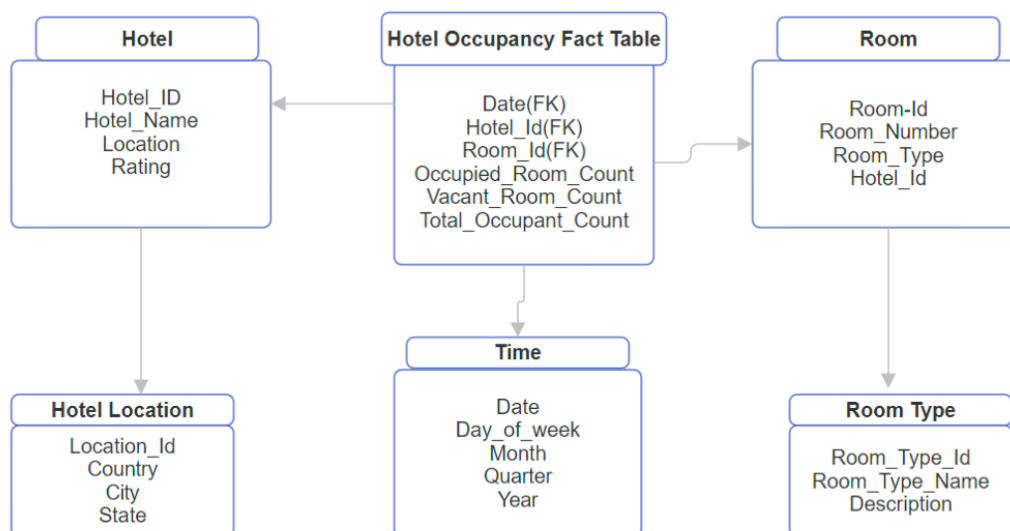 Hotel
Hotel_ID
Hotel_Name
Location
Rating
Hotel Occupancy Fact Table
Date(FK)
Hotel_Id(FK)
Room_Id(FK)
Occupied_Room_Count
Vacant_Room_Count
Total_Occupant_Count
Room
Room-Id
Room_Number
Room_Type
Hotel_Id
Hotel Location
Location_Id
Country
City
State
Time
Date
Day_of_week
Month
Quarter
Year
Room Type
Room_Type_Id
Room_Type_Name
Description